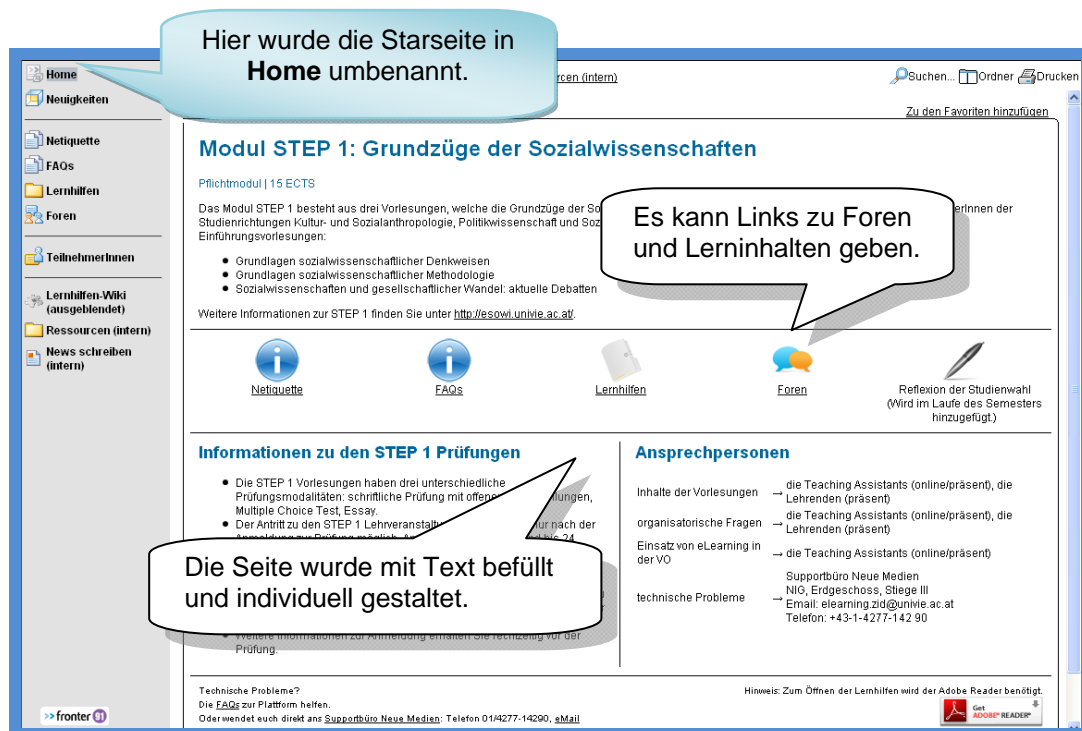 Hier wurde die Starseite in
Home umbenannt.
rcen (intern)
Suchen... Ordner Drucken
Zu den Favoriten hinzufügen
Home
Neuigkeiten
Netiquette
FAQs
Lernhilfen
Foren
TeilnehmerInnen
Lernhilfen-Wiki
(ausgeblendet)
Ressourcen (intern)
News schreiben
(intern)
>> fronter 91
Modul STEP 1: Grundzüge der Sozialwissenschaften
Pflichtmodul | 15 ECTS
Das Modul STEP 1 besteht aus drei Vorlesungen, welche die Grundzüge der So erInnen der
Studienrichtungen Kultur- und Sozialanthropologie, Politikwissenschaft und Soz
Einführungsvorlesungen:
Es kann Links zu Foren
und Lerninhalten geben.
• Grundlagen sozialwissenschaftlicher Denkweisen
• Grundlagen sozialwissenschaftlicher Methodologie
• Sozialwissenschaften und gesellschaftlicher Wandel: aktuelle Debatten
Weitere Informationen zur STEP 1 finden Sie unter http://esowi.univie.ac.at/.
Netiquette
FAQs
Lernhilfen
Foren
Reflexion der Studienwahl
(Wird im Laufe des Semesters
hinzugefügt.)
Informationen zu den STEP 1 Prüfungen
• Die STEP 1 Vorlesungen haben drei unterschiedliche
Prüfungsmodalitäten: schriftliche Prüfung mit offenen llungen,
Multiple Choice Test, Essay.
• Der Antritt zu den STEP 1 Lehrveranstalt ur nach der
Die Seite wurde mit Text befüllt
und individuell gestaltet.
• Weitere Informationen zur Anmeldung erhalten Sie rechtzeitig vor der
Prüfung.
Ansprechpersonen
Inhalte der Vorlesungen → die Teaching Assistants (online/präsent), die
Lehrenden (präsent)
organisatorische Fragen → die Teaching Assistants (online/präsent), die
Lehrenden (präsent)
Einsatz von eLearning in
der VO → die Teaching Assistants (online/präsent)
technische Probleme → Supportbüro Neue Medien
NIG, Erdgeschoss, Stiege III
Email: elearning.zid@univie.ac.at
Telefon: +43-1-4277-142 90
Technische Probleme?
Die FAQs zur Plattform helfen.
Oder wendet euch direkt ans Supportbüro Neue Medien: Telefon 01/4277-14290, eMail
Hinweis: Zum Öffnen der Lernhilfen wird der Adobe Reader benötigt.
Get
ADOBE® READER®